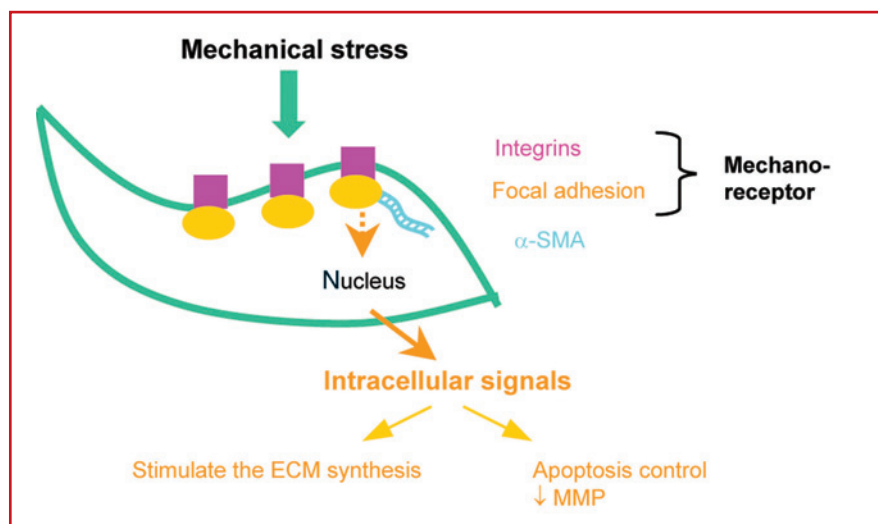 Mechanical stress
Integrins
Focal adhesion
Mechano-
receptor
α-SMA
Nucleus
Intracellular signals
Stimulate the ECM synthesis
Apoptosis control
↓ MMP